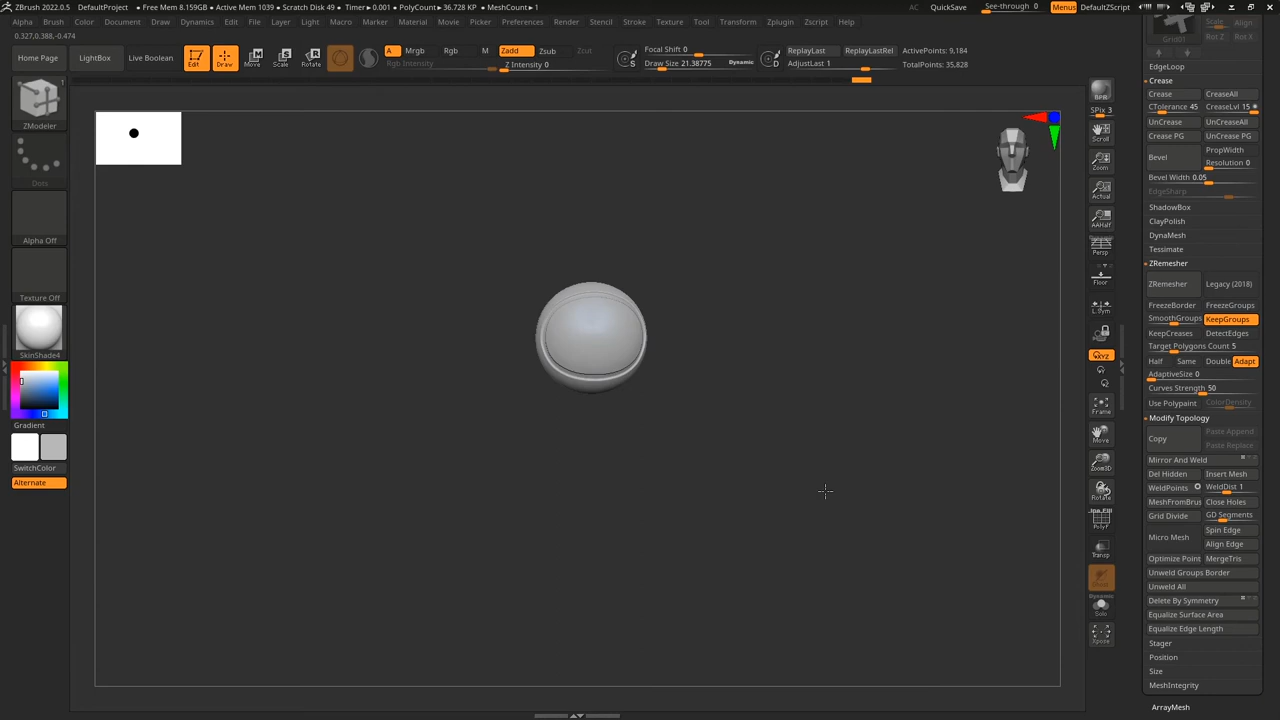 ZBrush 2022.0.5 DefaultProject • Free Mem 8.159GB • Active Mem 1039 • Scratch Disk 49 • Timer▸0.001 • PolyCount▸36.728 KP • MeshCount▸1 AC QuickSave See-through 0 Menus DefaultZScript
Alpha Brush Color Document Draw Dynamics Edit File Layer Light Macro Marker Material Movie Picker Preferences Render Stencil Stroke Texture Tool Transform Zplugin Zscript Help
0.327,0.388,-0.474
Home Page LightBox Live Boolean Edit Draw Move Scale Rotate A Mrgb Rgb M Zadd Zsub Zcut Focal Shift 0 ReplayLast ReplayLastRel ActivePoints: 9,184
Rgb Intensity Z Intensity 0 S Draw Size 21.38775 Dynamic D AdjustLast 1 TotalPoints: 35,828
1
ZModeler
Dots
Alpha Off
Texture Off
SkinShade4
Gradient
SwitchColor
Alternate
BPR
SPix 3
Scroll
Zoom
Actual
AAHalf
Persp
Floor
L.Sym
Frame
Move
Zoom3D
Rotate
PolyF
Transp
Dynamic
Solo
Xpose
Scale Align
Rot Z Rot X
EdgeLoop
Crease
Crease CreaseAll
CTolerance 45 CreaseLvl 15
UnCrease UnCreaseAll
Crease PG UnCrease PG
Bevel PropWidth
Resolution 0
Bevel Width 0.05
EdgeSharp
ShadowBox
ClayPolish
DynaMesh
Tessimate
ZRemesher
ZRemesher Legacy (2018)
FreezeBorder FreezeGroups
SmoothGroups KeepGroups
KeepCreases DetectEdges
Target Polygons Count 5
Half Same Double Adapt
AdaptiveSize 0
Curves Strength 50
Use Polypaint ColorDensity
Modify Topology
Copy Paste Append
Paste Replace
Mirror And Weld
Del Hidden Insert Mesh
WeldPoints WeldDist 1
MeshFromBrus Close Holes
Grid Divide GD Segments
Micro Mesh Spin Edge
Align Edge
Optimize Point MergeTris
Unweld Groups Border
Unweld All
Delete By Symmetry
Equalize Surface Area
Equalize Edge Length
Stager
Position
Size
MeshIntegrity
ArrayMesh